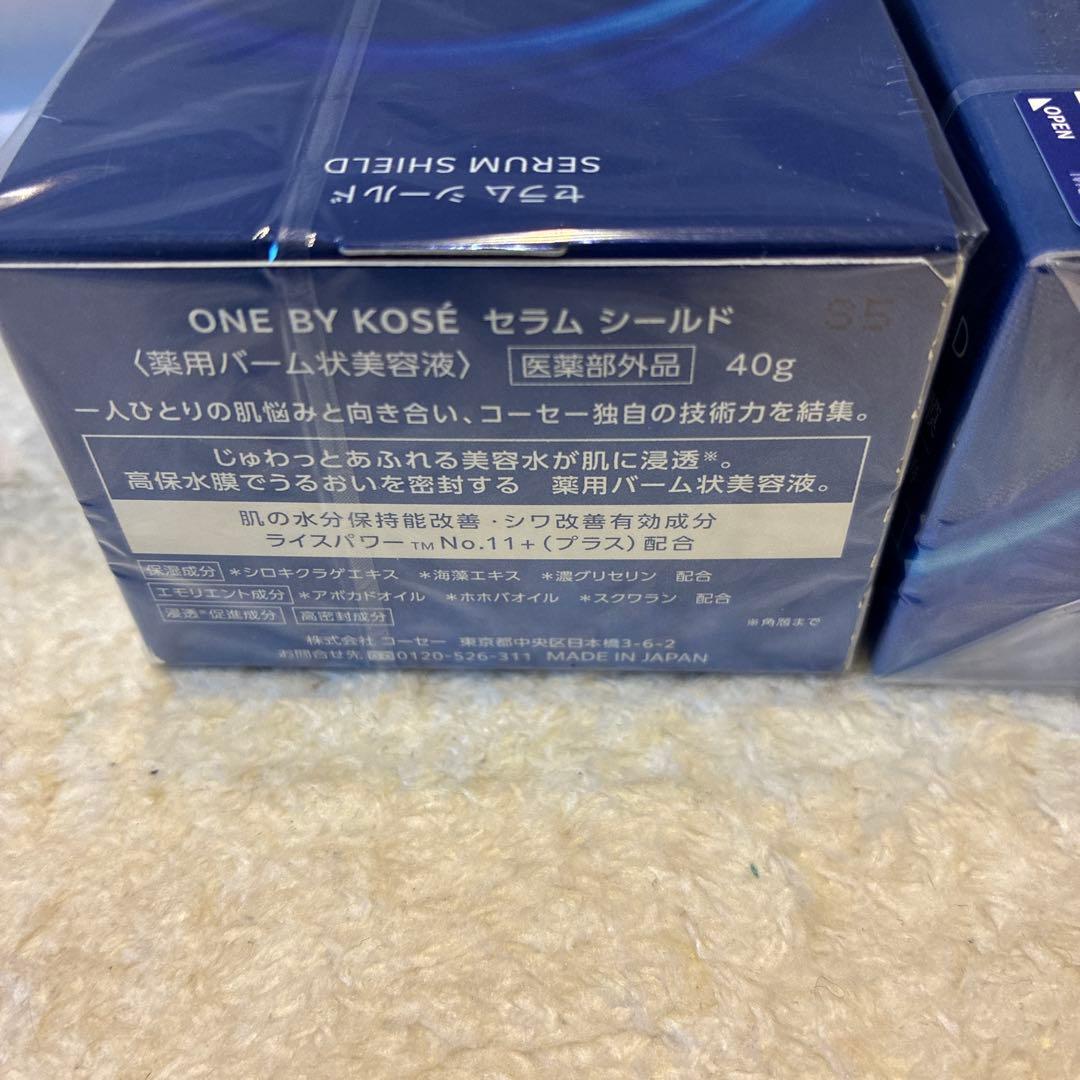 セラム シールド
SERUM SHIELD
OPEN
ONE BY KOSÉ セラム シールド
S5
〈薬用バーム状美容液〉 医薬部外品 40g
一人ひとりの肌悩みと向き合い、コーセー独自の技術力を結集。
じゅわっとあふれる美容水が肌に浸透※。
高保水膜でうるおいを密封する 薬用バーム状美容液。
肌の水分保持能改善・シワ改善有効成分
ライスパワー™No.11+(プラス)配合
保湿成分 *シロキクラゲエキス *海藻エキス *濃グリセリン 配合
エモリエント成分 *アボカドオイル *ホホバオイル *スクワラン 配合
浸透※促進成分 高密封成分 ※角層まで
株式会社 コーセー 東京都中央区日本橋3-6-2
お問合せ先 0120-526-311 MADE IN JAPAN